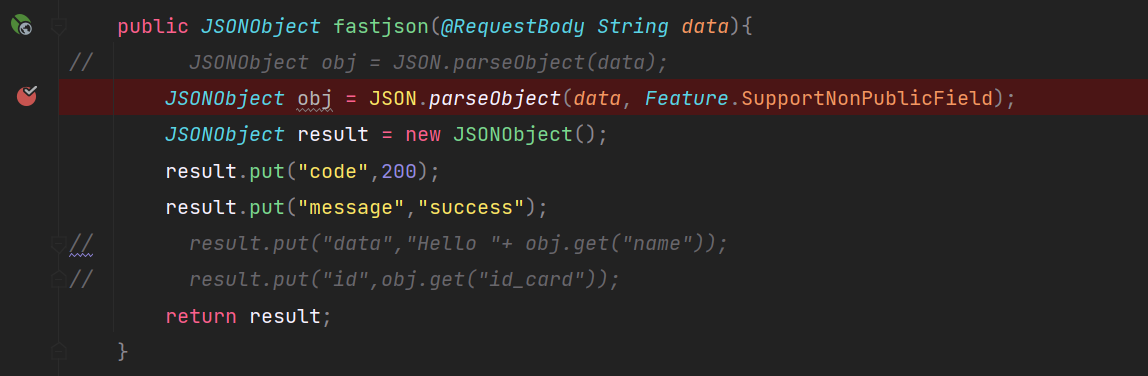 public JSONObject fastjson(@RequestBody String data){
//        JSONObject obj = JSON.parseObject(data);
JSONObject obj = JSON.parseObject(data, Feature.SupportNonPublicField);
JSONObject result = new JSONObject();
result.put("code",200);
result.put("message","success");
//        result.put("data","Hello "+ obj.get("name"));
//        result.put("id",obj.get("id_card"));
return result;
}